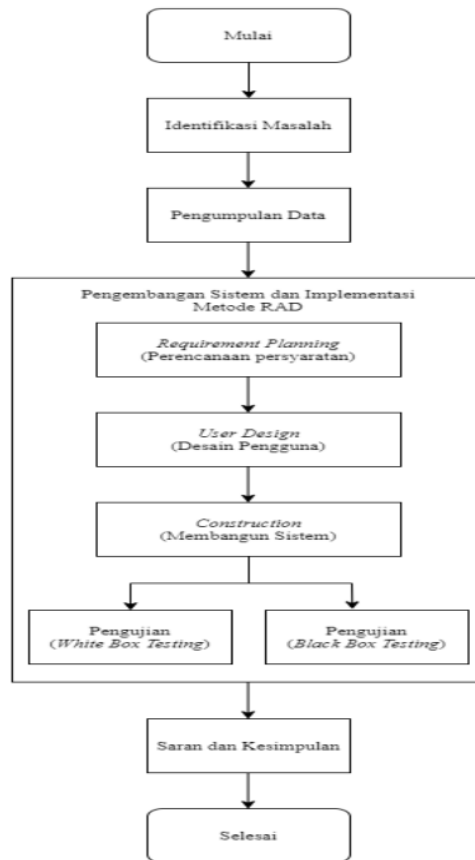 Mulai
Identifikasi Masalah
Pengumpulan Data
Pengembangan Sistem dan Implementasi
Metode RAD
Requirement Planning
(Perencanaan persyaratan)
User Design
(Desain Pengguna)
Construction
(Membangun Sistem)
Pengujian
(White Box Testing)
Pengujian
(Black Box Testing)
Saran dan Kesimpulan
Selesai